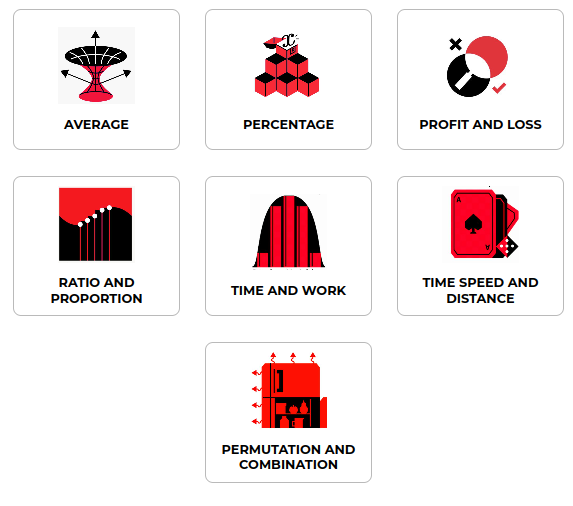 AVERAGE
PERCENTAGE
PROFIT AND LOSS
A
A
RATIO AND
PROPORTION
TIME AND WORK
TIME SPEED AND
DISTANCE
PERMUTATION AND
COMBINATION